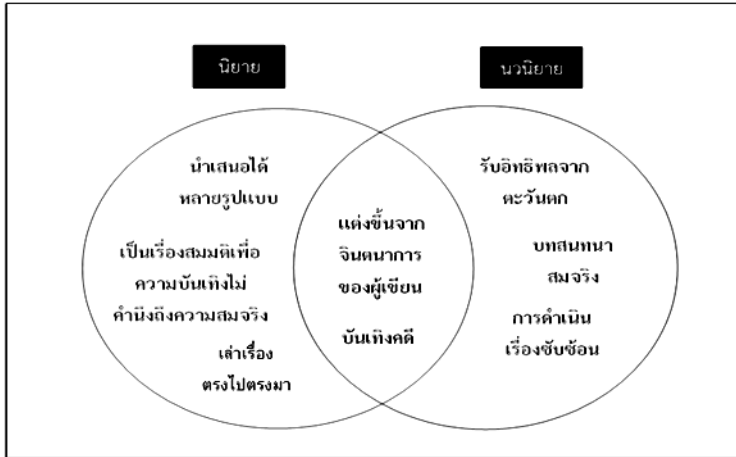 นิยาย
นวนิยาย
นำเสนอได้
หลายรูปแบบ
เป็นเรื่องสมมติเพื่อ
ความบันเทิงไม่
คำนึงถึงความสมจริง
เล่าเรื่อง
ตรงไปตรงมา
แต่งขึ้นจาก
จินตนาการ
ของผู้เขียน
บันเทิงคดี
รับอิทธิพลจาก
ตะวันตก
บทสนทนา
สมจริง
การดำเนิน
เรื่องซับซ้อน